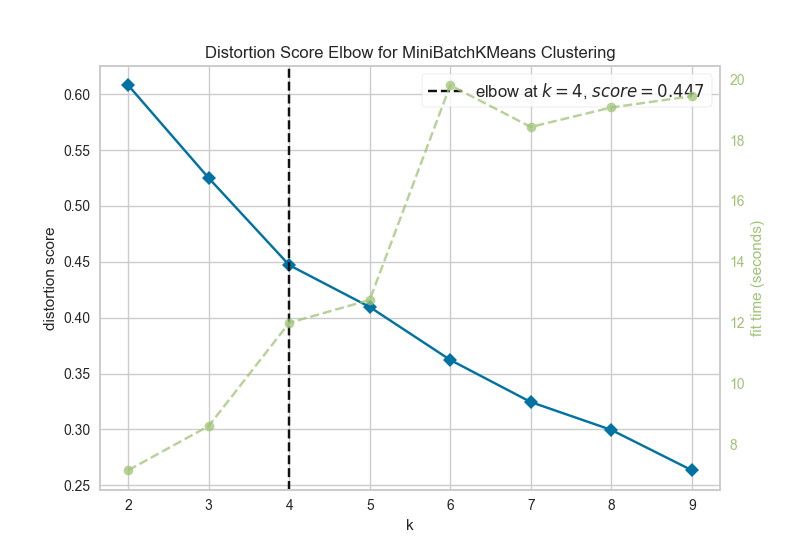 Distortion Score Elbow for MiniBatchKMeans Clustering
elbow at k = 4, score = 0.447
distortion score
0.60
0.55
0.50
0.45
0.40
0.35
0.30
0.25
20
18
16
14
12
10
8
fit time (seconds)
2 3 4 5 6 7 8 9
k